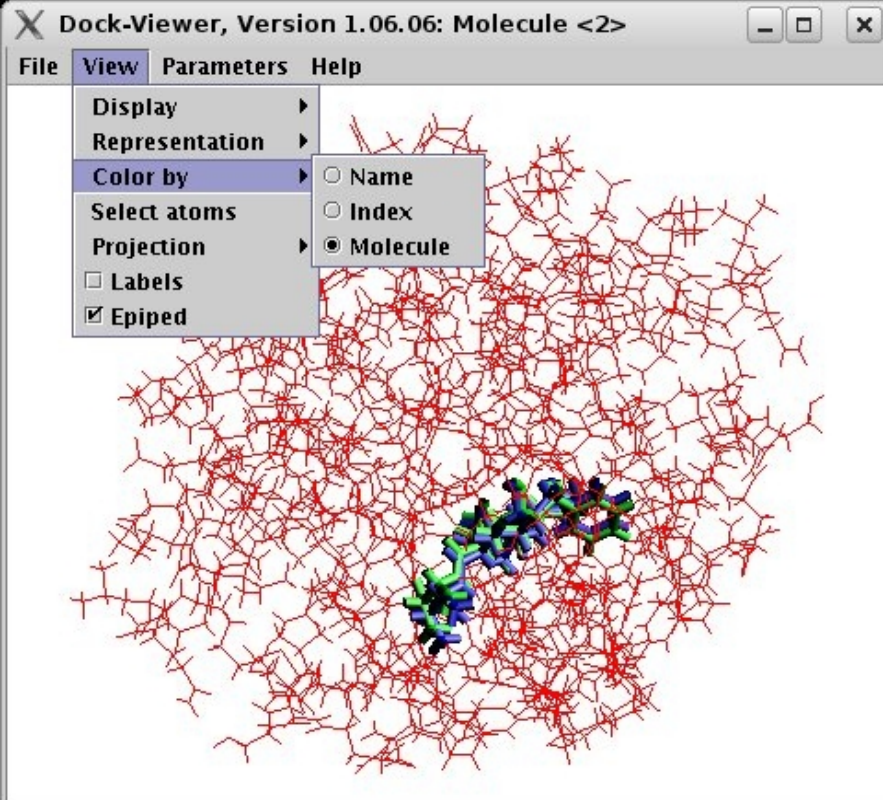 Dock-Viewer, Version 1.06.06: Molecule <2>
File View Parameters Help
Display
Representation
Color by
Select atoms
Projection
Labels
Epiped
Name
Index
Molecule